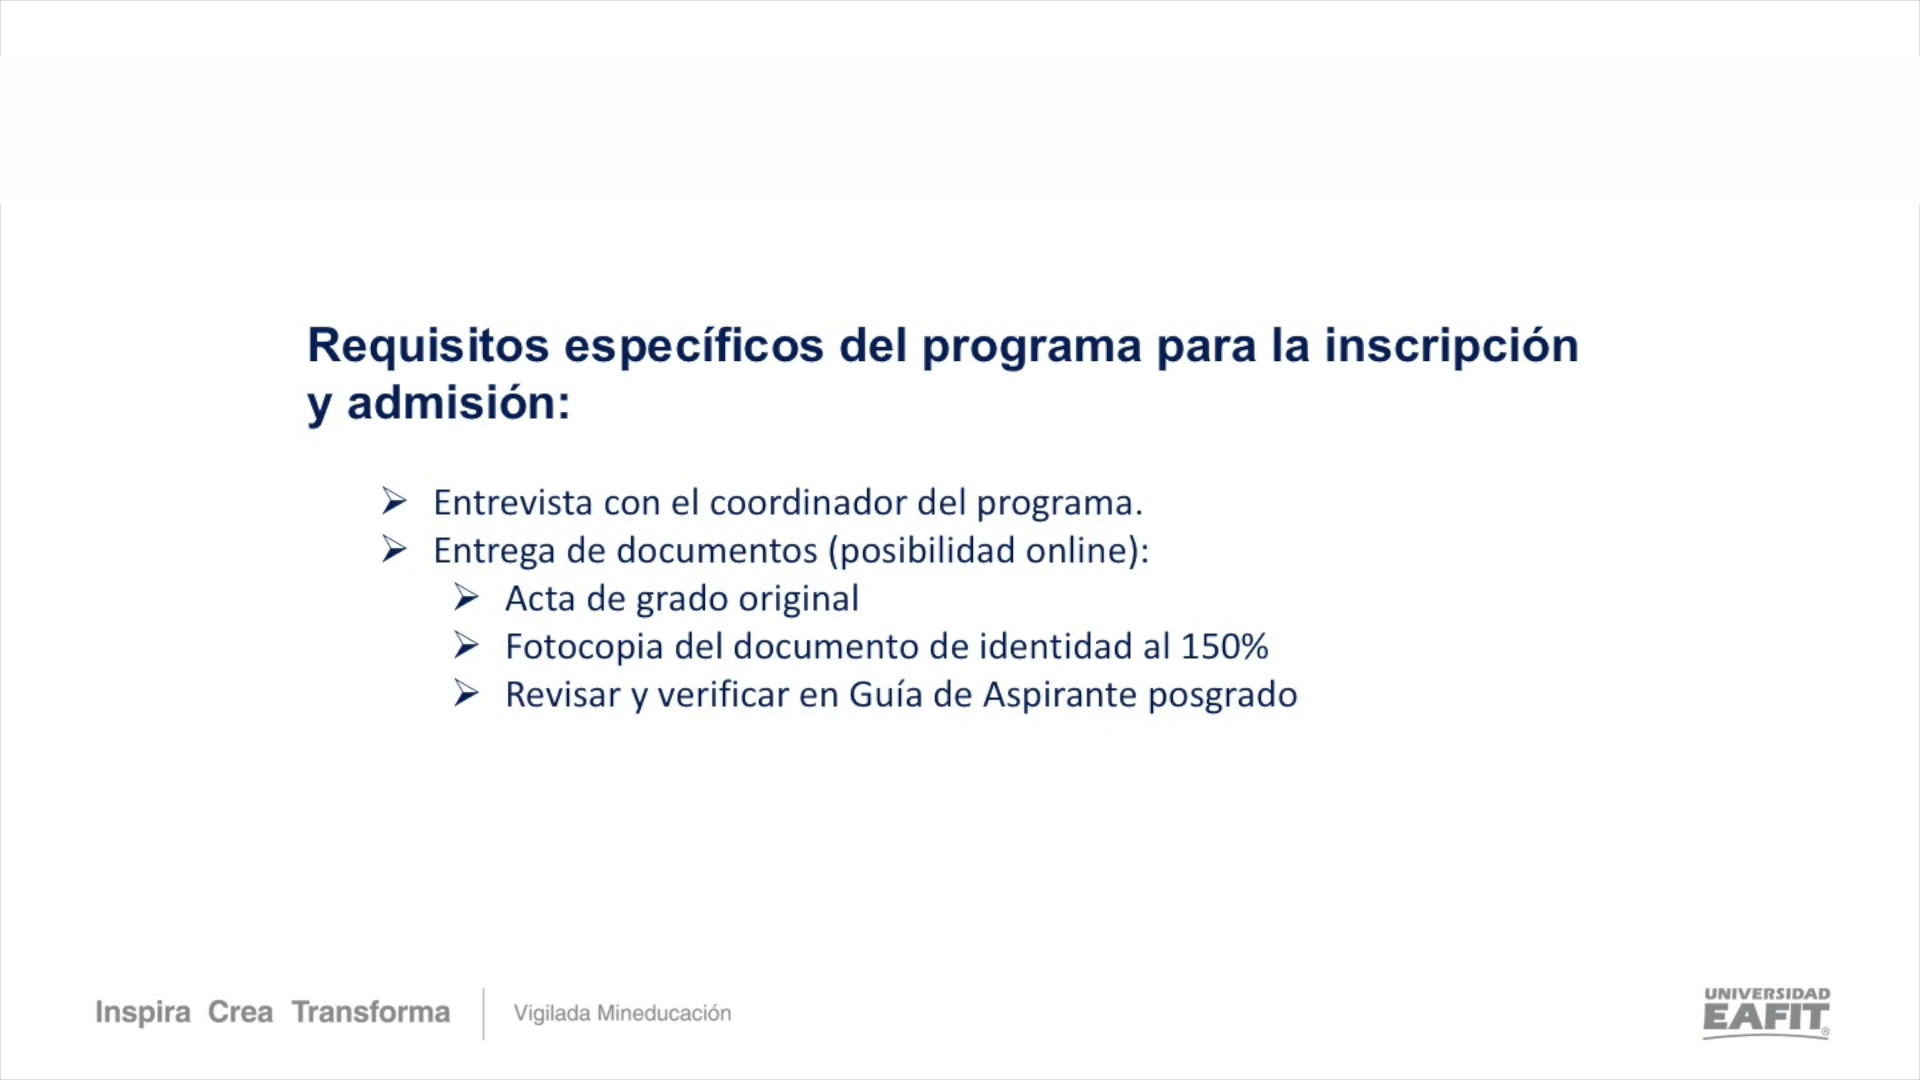 Requisitos específicos del programa para la inscripción
y admisión:
Entrevista con el coordinador del programa.
Entrega de documentos (posibilidad online):
Acta de grado original
Fotocopia del documento de identidad al 150%
Revisar y verificar en Guía de Aspirante posgrado
Inspira Crea Transforma
Vigilada Mineducación
UNIVERSIDAD
EAFIT®